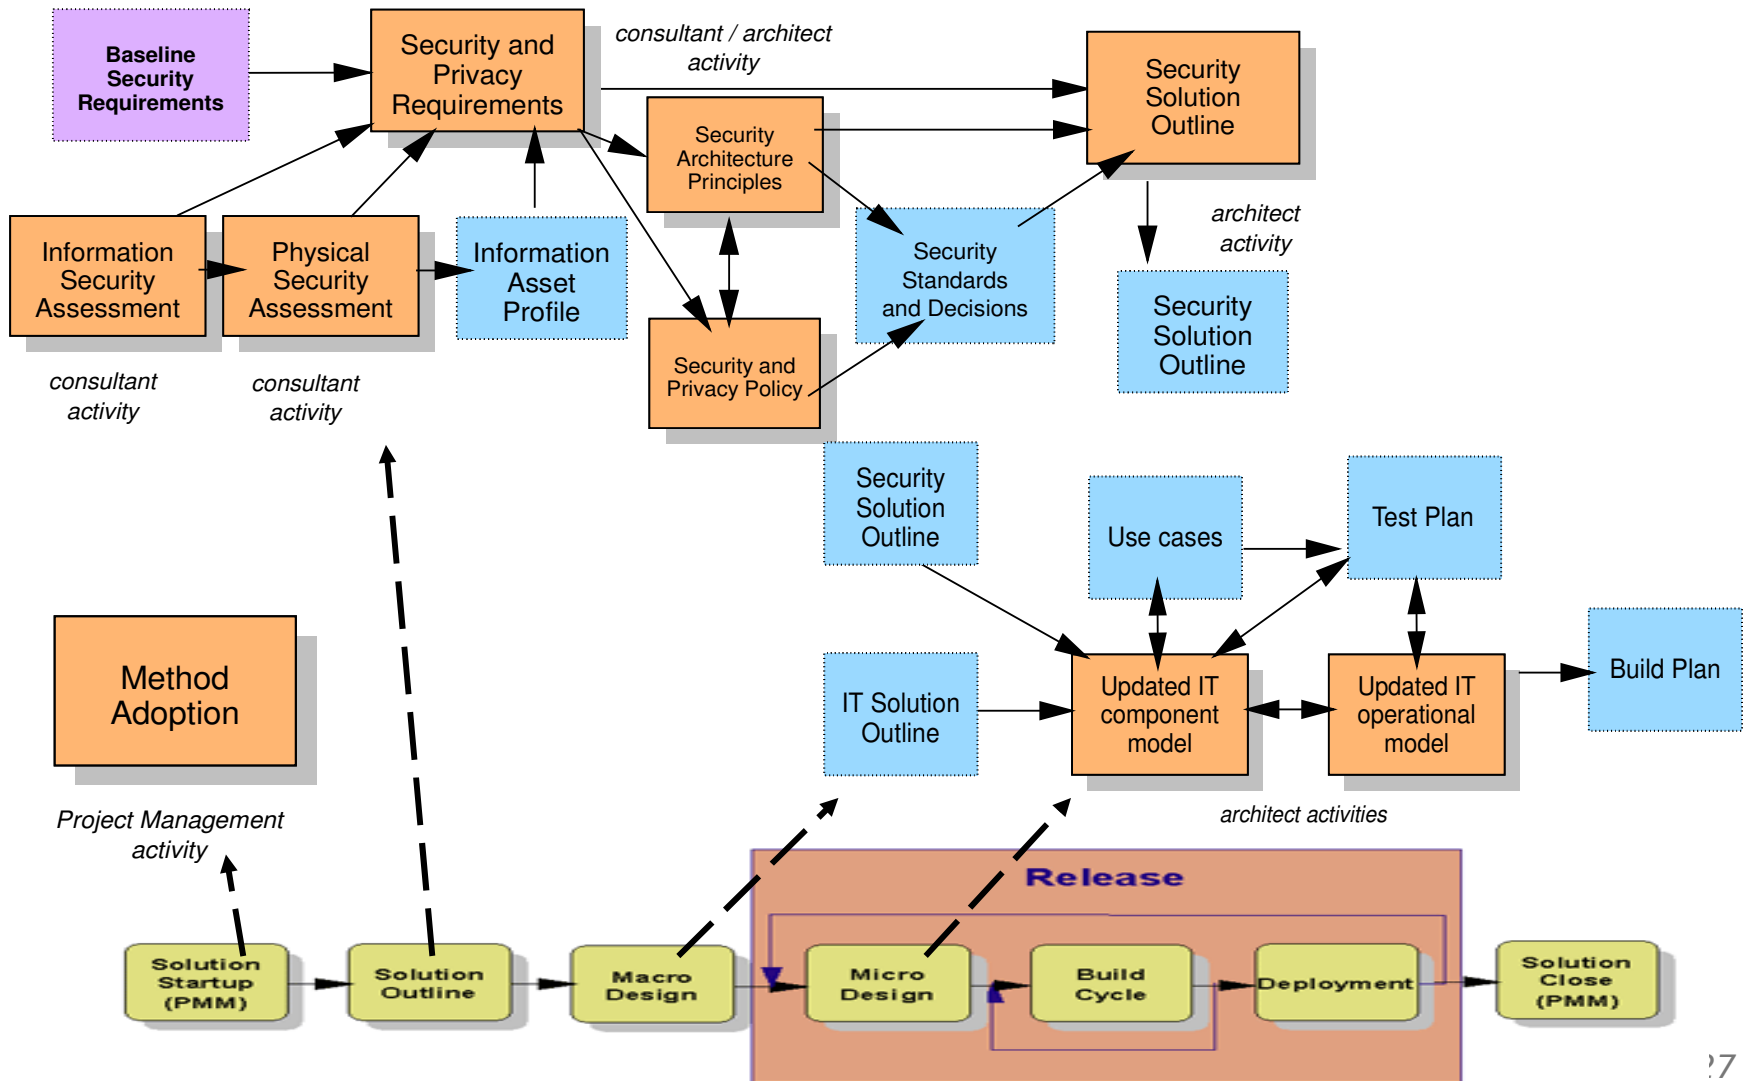 Baseline
Security
Requirements
Security and
Privacy
Requirements
consultant / architect
activity
Security
Solution
Outline
Security
Architecture
Principles
architect
activity
Information
Security
Assessment
Physical
Security
Assessment
Information
Asset
Profile
Security
Standards
and Decisions
Security
Solution
Outline
Security and
Privacy Policy
consultant
activity
consultant
activity
Security
Solution
Outline
Use cases
Test Plan
Method
Adoption
IT Solution
Outline
Updated IT
component
model
Updated IT
operational
model
Build Plan
Project Management
activity
architect activities
Release
Solution
Startup
(PMM)
Solution
Outline
Macro
Design
Micro
Design
Build
Cycle
Deployment
Solution
Close
(PMM)